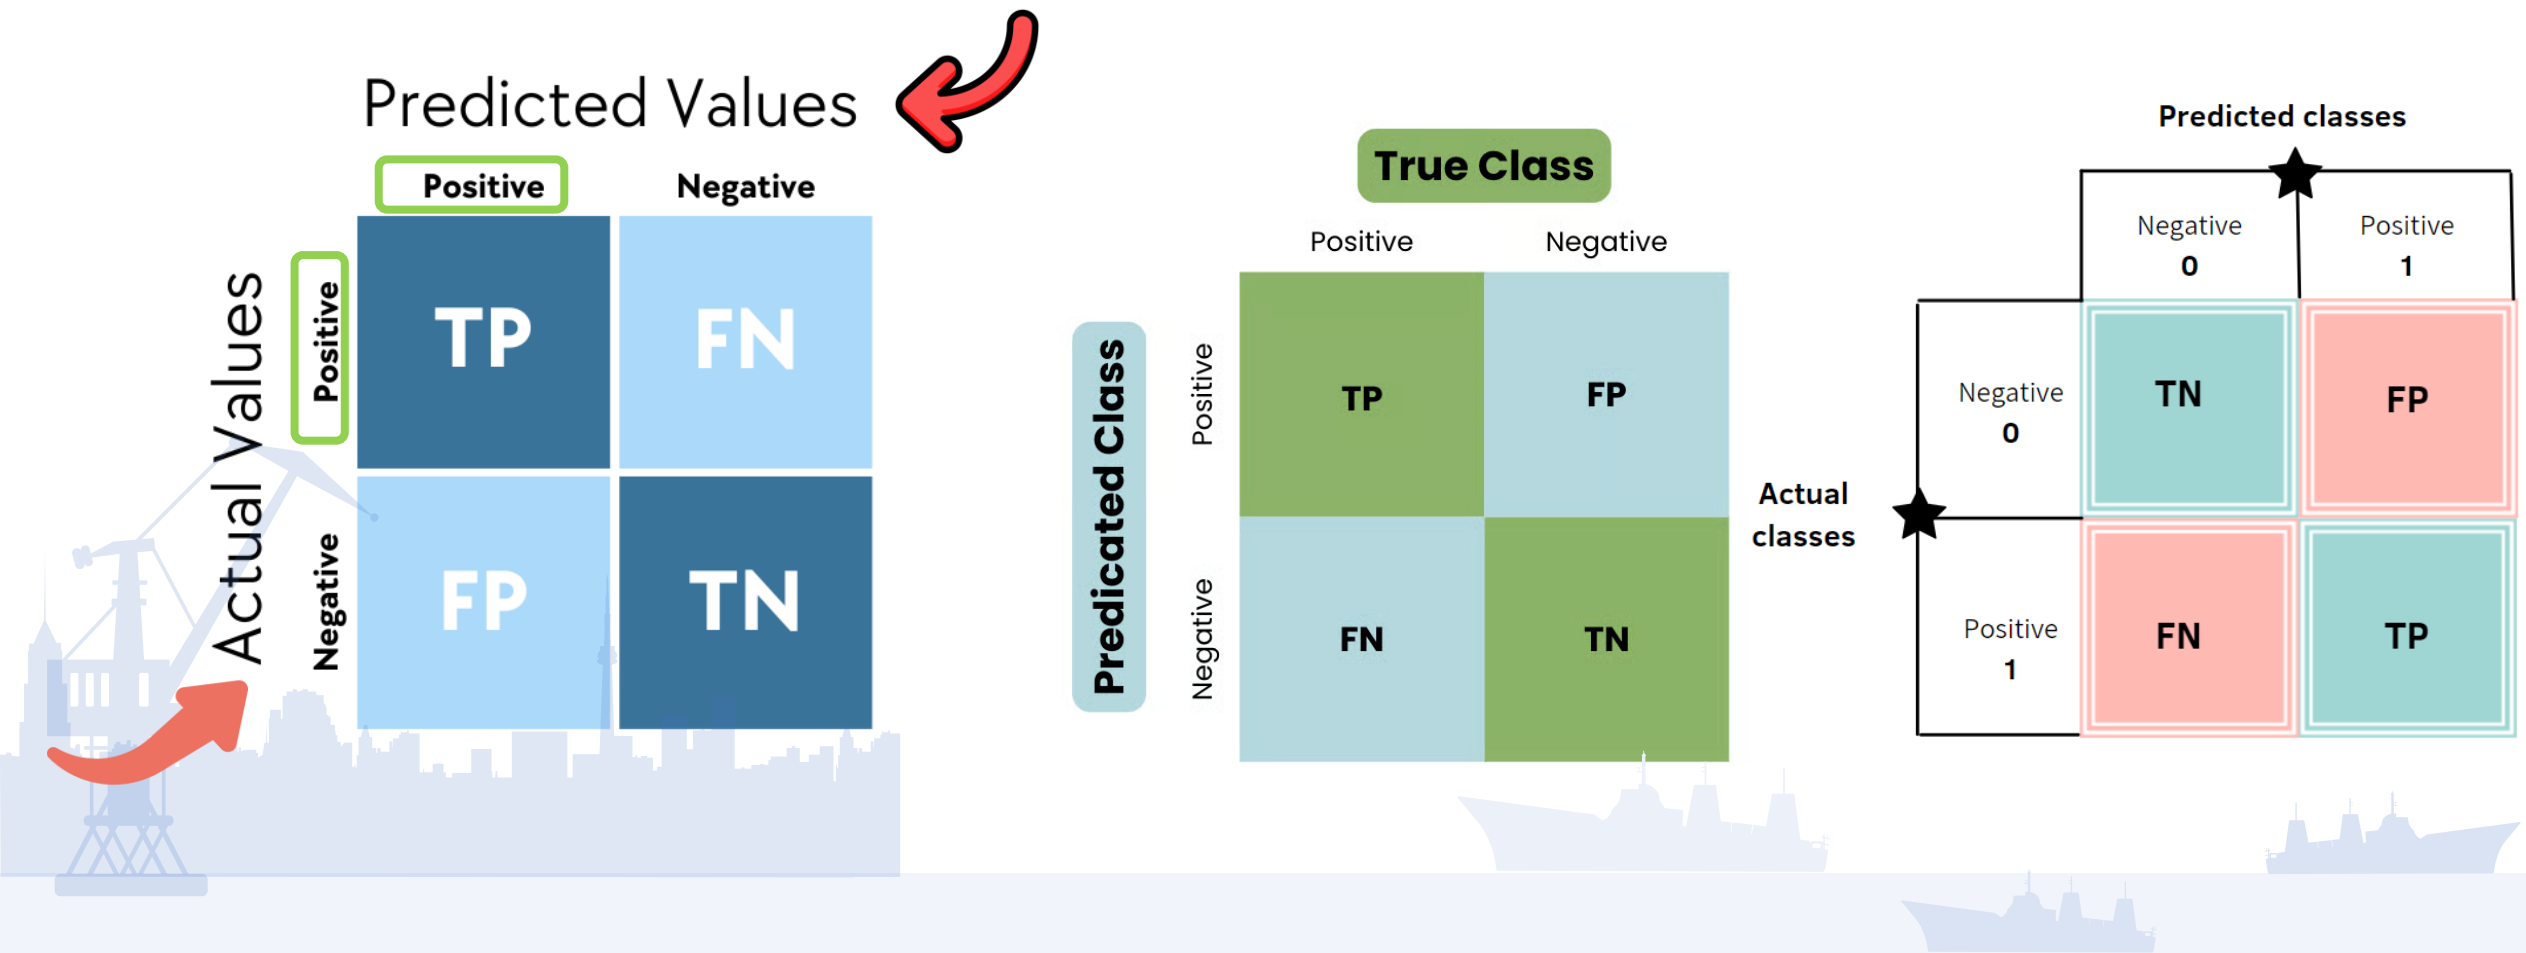 Predicted Values
Positive
Negative
Actual Values
Positive
Negative
TP
FN
FP
TN
True Class
Positive
Negative
Predicated Class
Positive
Negative
TP
FP
FN
TN
Predicted classes
Negative
0
Positive
1
Actual
classes
Negative
0
Positive
1
TN
FP
FN
TP